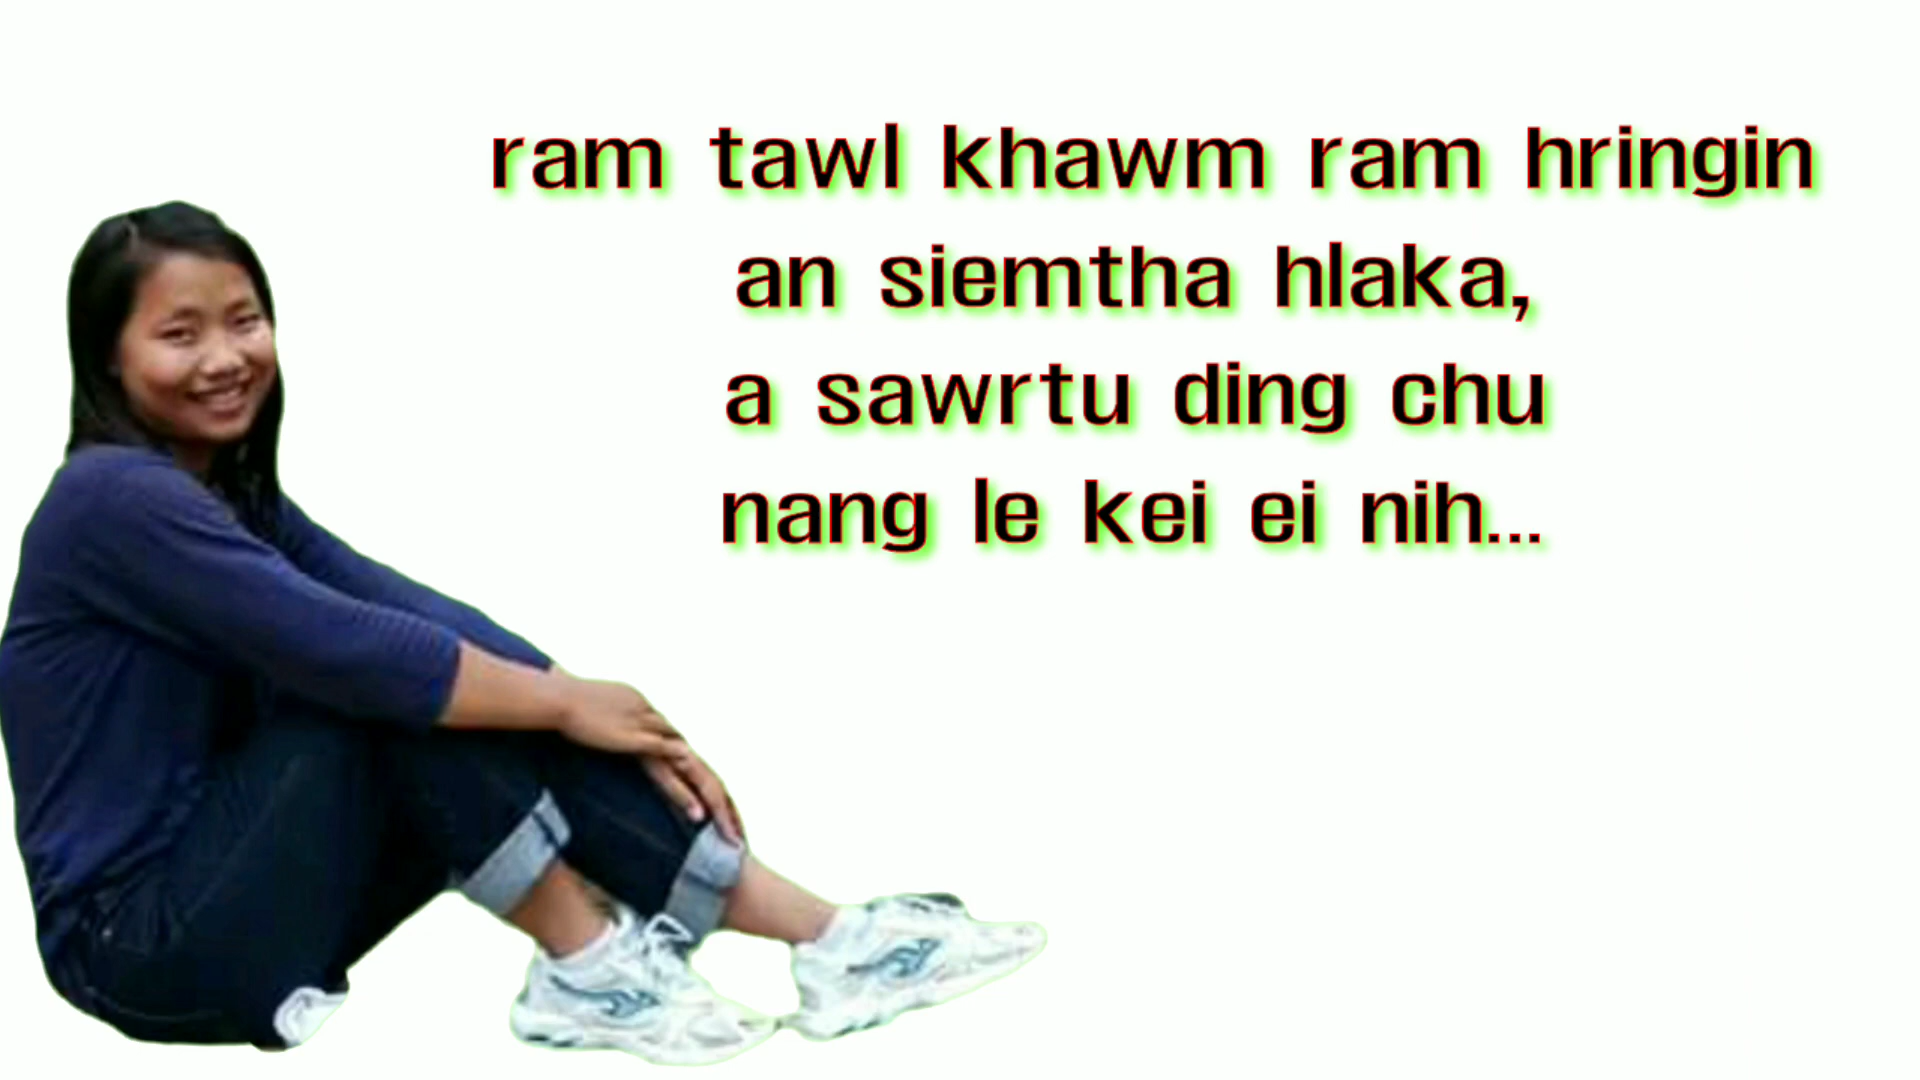 ram tawl khawm ram hringin
an siemtha hlaka,
a sawrtu ding chu
nang le kei ei nih...